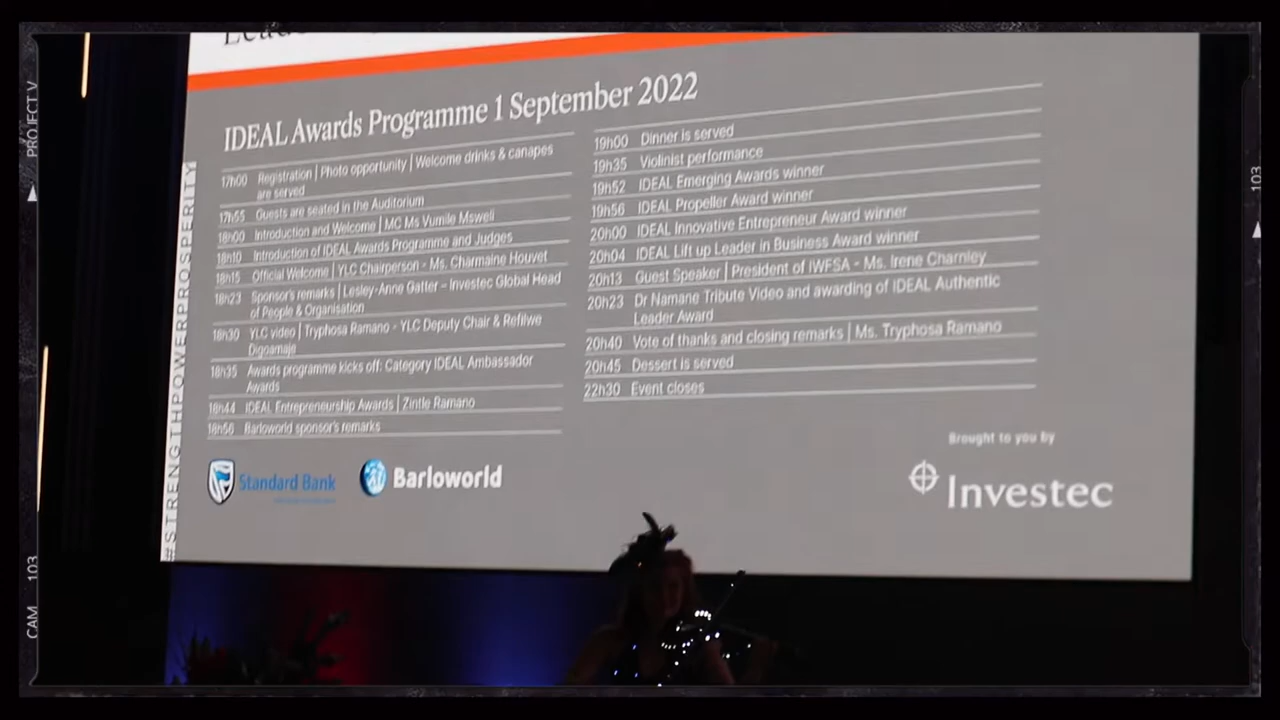 IDEAL Awards Programme 1 September 2022
17h00 Registration | Photo opportunity | Welcome drinks & canapes
are served
17h55 Guests are seated in the Auditorium
18h00 Introduction and Welcome | MC Ms Vumile Msweli
18h10 Introduction of IDEAL Awards Programme and Judges
18h15 Official Welcome | YLC Chairperson - Ms. Charmaine Houvet
18h23 Sponsor's remarks | Lesley-Anne Gatter – Investec Global Head
of People & Organisation
18h30 YLC video | Tryphosa Ramano - YLC Deputy Chair & Refilwe
Digoamaje
18h35 Awards programme kicks off: Category IDEAL Ambassador
Awards
18h44 IDEAL Entrepreneurship Awards | Zintle Ramano
18h56 Barloworld sponsor's remarks
19h00 Dinner is served
19h35 Violinist performance
19h52 IDEAL Emerging Awards winner
19h56 IDEAL Propeller Award winner
20h00 IDEAL Innovative Entrepreneur Award winner
20h04 IDEAL Lift up Leader in Business Award winner
20h13 Guest Speaker | President of IWFSA - Ms. Irene Charnley
20h23 Dr Namane Tribute Video and awarding of IDEAL Authentic
Leader Award
20h40 Vote of thanks and closing remarks | Ms. Tryphosa Ramano
20h45 Dessert is served
22h30 Event closes
#STRENGTHPOWERPROSPERITY
Standard Bank
Barloworld
Brought to you by
Investec
PROJECT V
CAM 103
103